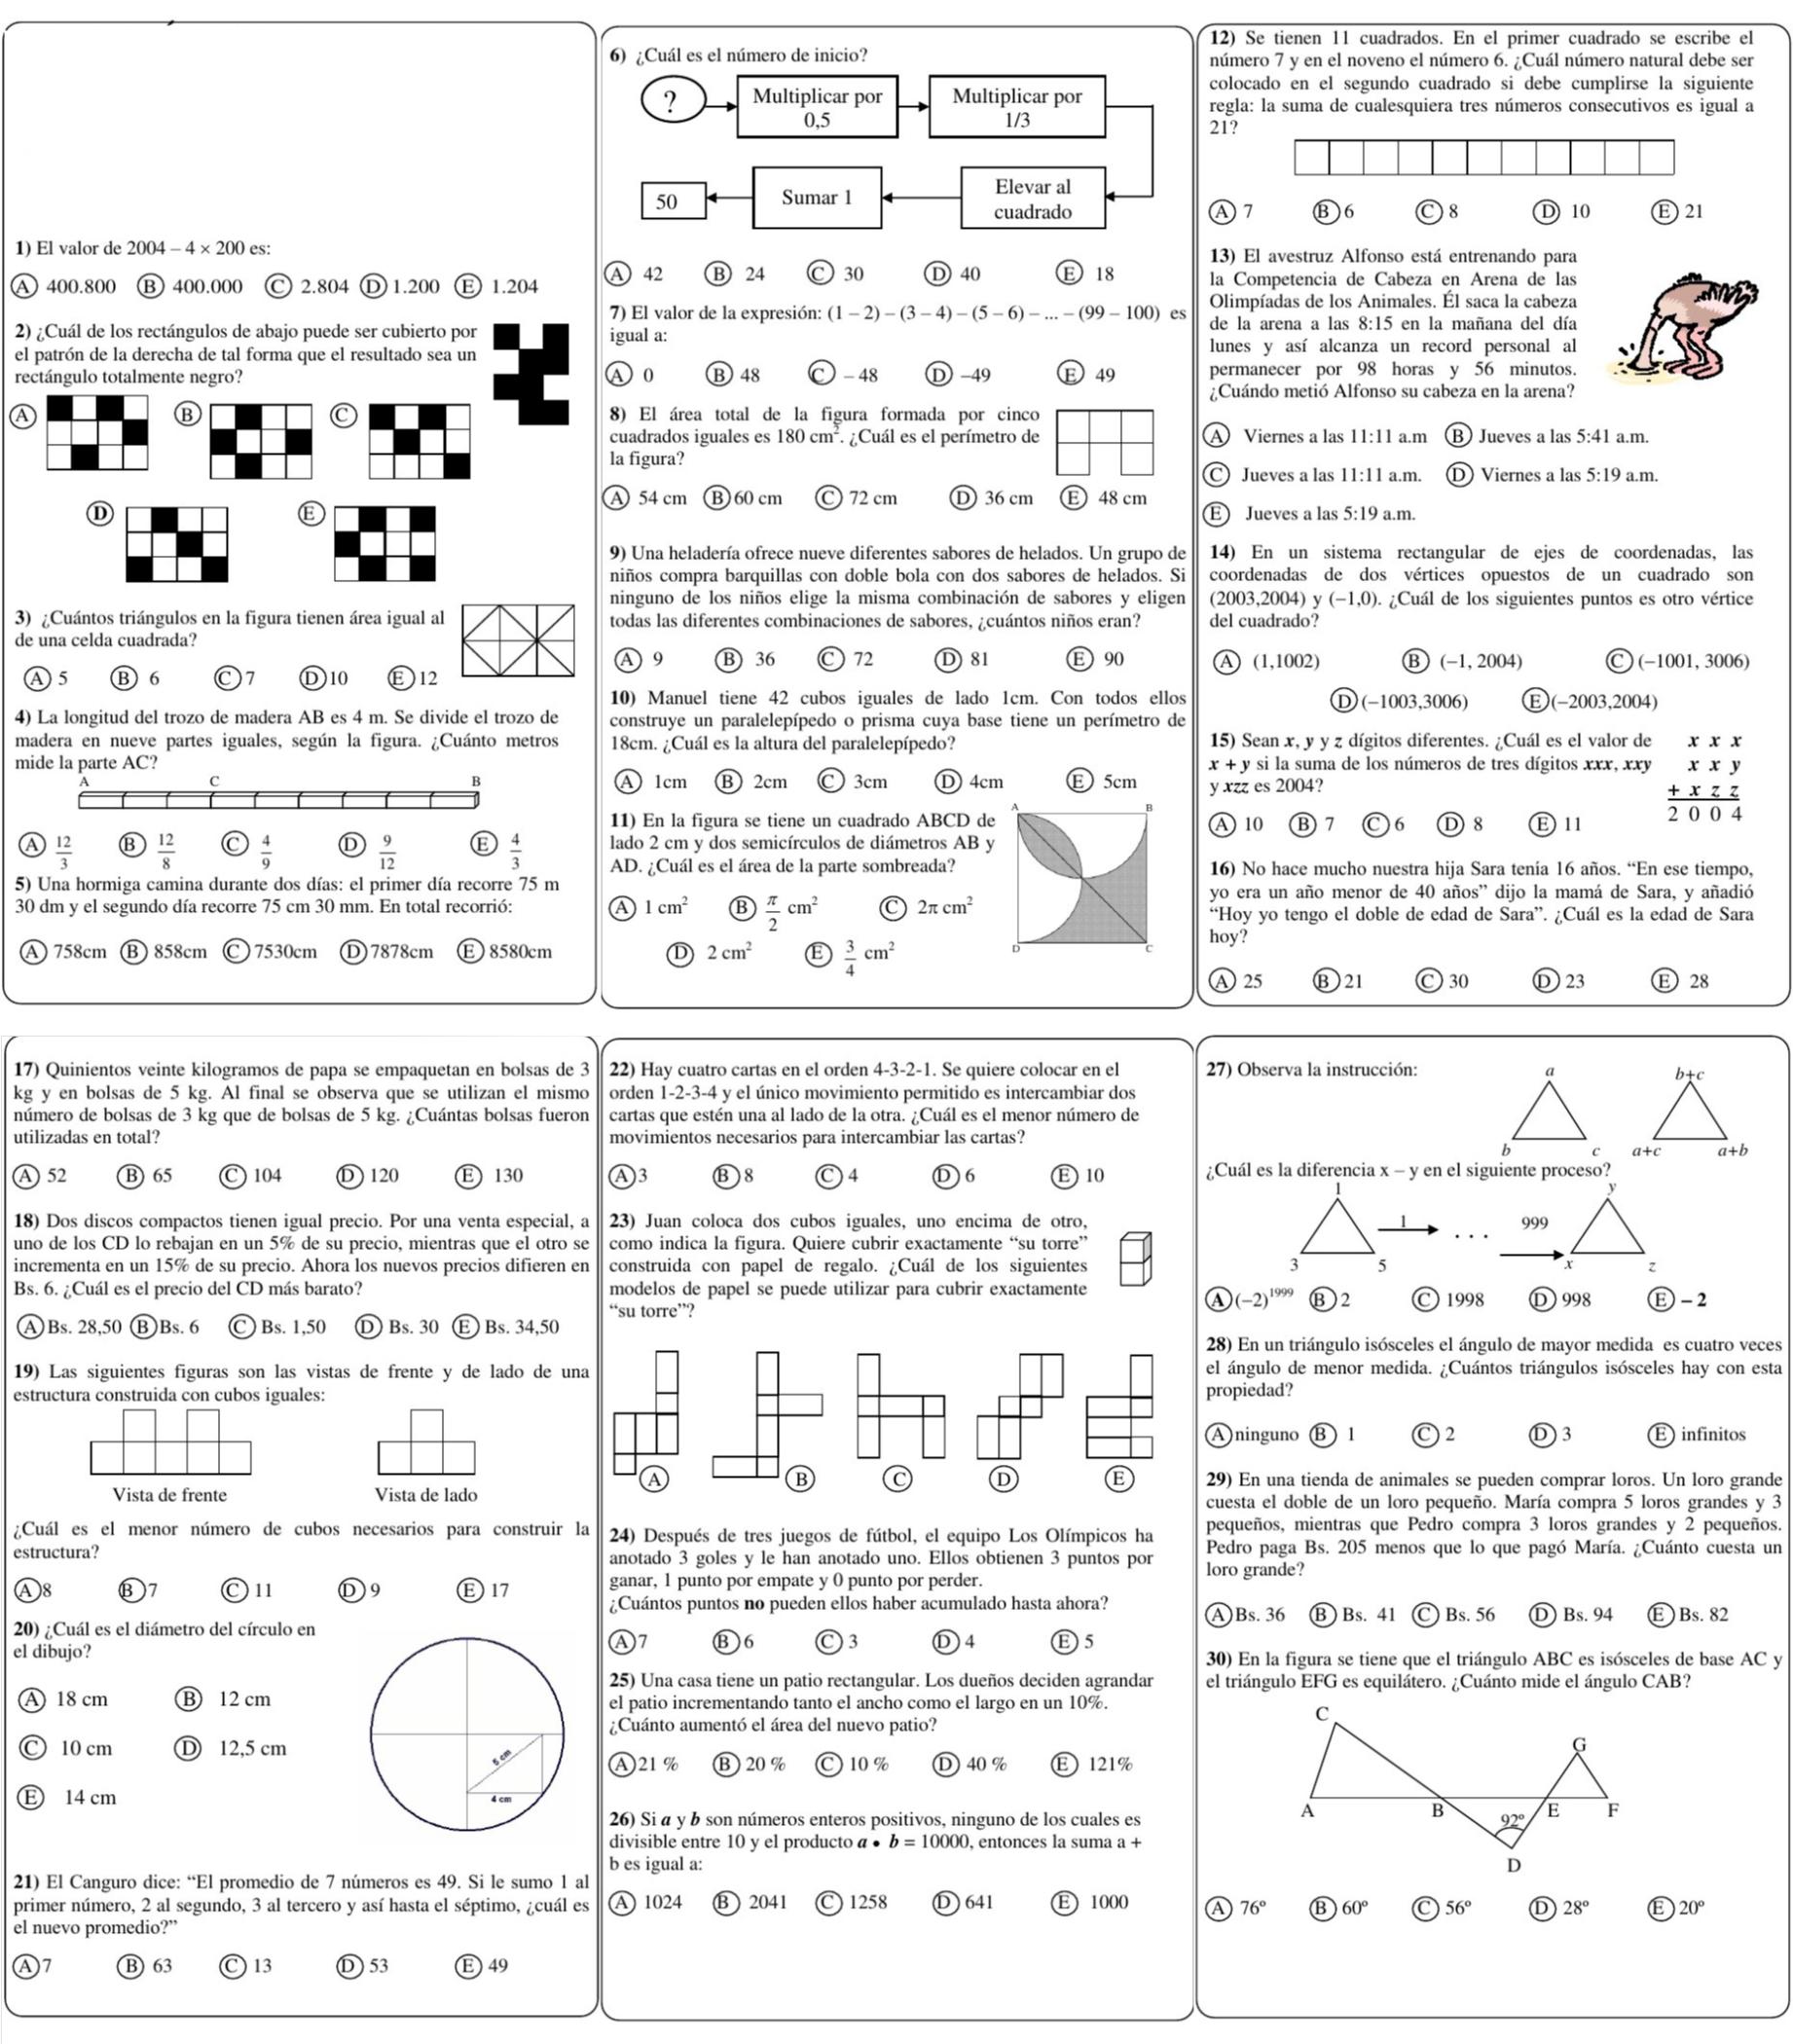 1) El valor de 2004 – 4 × 200 es:
A 400.800 B 400.000 C 2.804 D 1.200 E 1.204
2) ¿Cuál de los rectángulos de abajo puede ser cubierto por
el patrón de la derecha de tal forma que el resultado sea un
rectángulo totalmente negro?
A B C
D E
3) ¿Cuántos triángulos en la figura tienen área igual al
de una celda cuadrada?
A 5 B 6 C 7 D 10 E 12
4) La longitud del trozo de madera AB es 4 m. Se divide el trozo de
madera en nueve partes iguales, según la figura. ¿Cuánto metros
mide la parte AC?
A C B
A 12/3 B 12/8 C 4/9 D 9/12 E 4/3
5) Una hormiga camina durante dos días: el primer día recorre 75 m
30 dm y el segundo día recorre 75 cm 30 mm. En total recorrió:
A 758cm B 858cm C 7530cm D 7878cm E 8580cm
6) ¿Cuál es el número de inicio?
? Multiplicar por Multiplicar por
0,5 1/3
50 Sumar 1 Elevar al
cuadrado
A 42 B 24 C 30 D 40 E 18
7) El valor de la expresión: (1 – 2) – (3 – 4) – (5 – 6) – ... – (99 – 100) es
igual a:
A 0 B 48 C – 48 D –49 E 49
8) El área total de la figura formada por cinco
cuadrados iguales es 180 cm². ¿Cuál es el perímetro de
la figura?
A 54 cm B 60 cm C 72 cm D 36 cm E 48 cm
9) Una heladería ofrece nueve diferentes sabores de helados. Un grupo de
niños compra barquillas con doble bola con dos sabores de helados. Si
ninguno de los niños elige la misma combinación de sabores y eligen
todas las diferentes combinaciones de sabores, ¿cuántos niños eran?
A 9 B 36 C 72 D 81 E 90
10) Manuel tiene 42 cubos iguales de lado 1cm. Con todos ellos
construye un paralelepípedo o prisma cuya base tiene un perímetro de
18cm. ¿Cuál es la altura del paralelepípedo?
A 1cm B 2cm C 3cm D 4cm E 5cm
11) En la figura se tiene un cuadrado ABCD de
lado 2 cm y dos semicírculos de diámetros AB y
AD. ¿Cuál es el área de la parte sombreada?
A B
D C
A 1 cm² B π/2 cm² C 2π cm²
D 2 cm² E 3/4 cm²
12) Se tienen 11 cuadrados. En el primer cuadrado se escribe el
número 7 y en el noveno el número 6. ¿Cuál número natural debe ser
colocado en el segundo cuadrado si debe cumplirse la siguiente
regla: la suma de cualesquiera tres números consecutivos es igual a
21?
A 7 B 6 C 8 D 10 E 21
13) El avestruz Alfonso está entrenando para
la Competencia de Cabeza en Arena de las
Olimpíadas de los Animales. Él saca la cabeza
de la arena a las 8:15 en la mañana del día
lunes y así alcanza un record personal al
permanecer por 98 horas y 56 minutos.
¿Cuándo metió Alfonso su cabeza en la arena?
A Viernes a las 11:11 a.m B Jueves a las 5:41 a.m.
C Jueves a las 11:11 a.m. D Viernes a las 5:19 a.m.
E Jueves a las 5:19 a.m.
14) En un sistema rectangular de ejes de coordenadas, las
coordenadas de dos vértices opuestos de un cuadrado son
(2003,2004) y (–1,0). ¿Cuál de los siguientes puntos es otro vértice
del cuadrado?
A (1,1002) B (–1, 2004) C (–1001, 3006)
D (–1003,3006) E (–2003,2004)
15) Sean x, y y z dígitos diferentes. ¿Cuál es el valor de
x + y si la suma de los números de tres dígitos xxx, xxy
y xzz es 2004?
x x x
x x y
+ x z z
2 0 0 4
A 10 B 7 C 6 D 8 E 11
16) No hace mucho nuestra hija Sara tenía 16 años. “En ese tiempo,
yo era un año menor de 40 años” dijo la mamá de Sara, y añadió
“Hoy yo tengo el doble de edad de Sara”. ¿Cuál es la edad de Sara
hoy?
A 25 B 21 C 30 D 23 E 28
17) Quinientos veinte kilogramos de papa se empaquetan en bolsas de 3
kg y en bolsas de 5 kg. Al final se observa que se utilizan el mismo
número de bolsas de 3 kg que de bolsas de 5 kg. ¿Cuántas bolsas fueron
utilizadas en total?
A 52 B 65 C 104 D 120 E 130
18) Dos discos compactos tienen igual precio. Por una venta especial, a
uno de los CD lo rebajan en un 5% de su precio, mientras que el otro se
incrementa en un 15% de su precio. Ahora los nuevos precios difieren en
Bs. 6. ¿Cuál es el precio del CD más barato?
A Bs. 28,50 B Bs. 6 C Bs. 1,50 D Bs. 30 E Bs. 34,50
19) Las siguientes figuras son las vistas de frente y de lado de una
estructura construida con cubos iguales:
Vista de frente Vista de lado
¿Cuál es el menor número de cubos necesarios para construir la
estructura?
A 8 B 7 C 11 D 9 E 17
20) ¿Cuál es el diámetro del círculo en
el dibujo?
A 18 cm B 12 cm
C 10 cm D 12,5 cm
E 14 cm
5 cm
4 cm
21) El Canguro dice: “El promedio de 7 números es 49. Si le sumo 1 al
primer número, 2 al segundo, 3 al tercero y así hasta el séptimo, ¿cuál es
el nuevo promedio?”
A 7 B 63 C 13 D 53 E 49
22) Hay cuatro cartas en el orden 4-3-2-1. Se quiere colocar en el
orden 1-2-3-4 y el único movimiento permitido es intercambiar dos
cartas que estén una al lado de la otra. ¿Cuál es el menor número de
movimientos necesarios para intercambiar las cartas?
A 3 B 8 C 4 D 6 E 10
23) Juan coloca dos cubos iguales, uno encima de otro,
como indica la figura. Quiere cubrir exactamente “su torre”
construida con papel de regalo. ¿Cuál de los siguientes
modelos de papel se puede utilizar para cubrir exactamente
“su torre”?
A B C D E
24) Después de tres juegos de fútbol, el equipo Los Olímpicos ha
anotado 3 goles y le han anotado uno. Ellos obtienen 3 puntos por
ganar, 1 punto por empate y 0 punto por perder.
¿Cuántos puntos no pueden ellos haber acumulado hasta ahora?
A 7 B 6 C 3 D 4 E 5
25) Una casa tiene un patio rectangular. Los dueños deciden agrandar
el patio incrementando tanto el ancho como el largo en un 10%.
¿Cuánto aumentó el área del nuevo patio?
A 21 % B 20 % C 10 % D 40 % E 121%
26) Si a y b son números enteros positivos, ninguno de los cuales es
divisible entre 10 y el producto a • b = 10000, entonces la suma a +
b es igual a:
A 1024 B 2041 C 1258 D 641 E 1000
27) Observa la instrucción:
a b+c
b c a+c a+b
¿Cuál es la diferencia x – y en el siguiente proceso?
1 y
1 . . . 999
3 5 x z
A (–2)¹⁹⁹⁹ B 2 C 1998 D 998 E – 2
28) En un triángulo isósceles el ángulo de mayor medida es cuatro veces
el ángulo de menor medida. ¿Cuántos triángulos isósceles hay con esta
propiedad?
A ninguno B 1 C 2 D 3 E infinitos
29) En una tienda de animales se pueden comprar loros. Un loro grande
cuesta el doble de un loro pequeño. María compra 5 loros grandes y 3
pequeños, mientras que Pedro compra 3 loros grandes y 2 pequeños.
Pedro paga Bs. 205 menos que lo que pagó María. ¿Cuánto cuesta un
loro grande?
A Bs. 36 B Bs. 41 C Bs. 56 D Bs. 94 E Bs. 82
30) En la figura se tiene que el triángulo ABC es isósceles de base AC y
el triángulo EFG es equilátero. ¿Cuánto mide el ángulo CAB?
C
G
A B E F
92º
D
A 76º B 60º C 56º D 28º E 20º